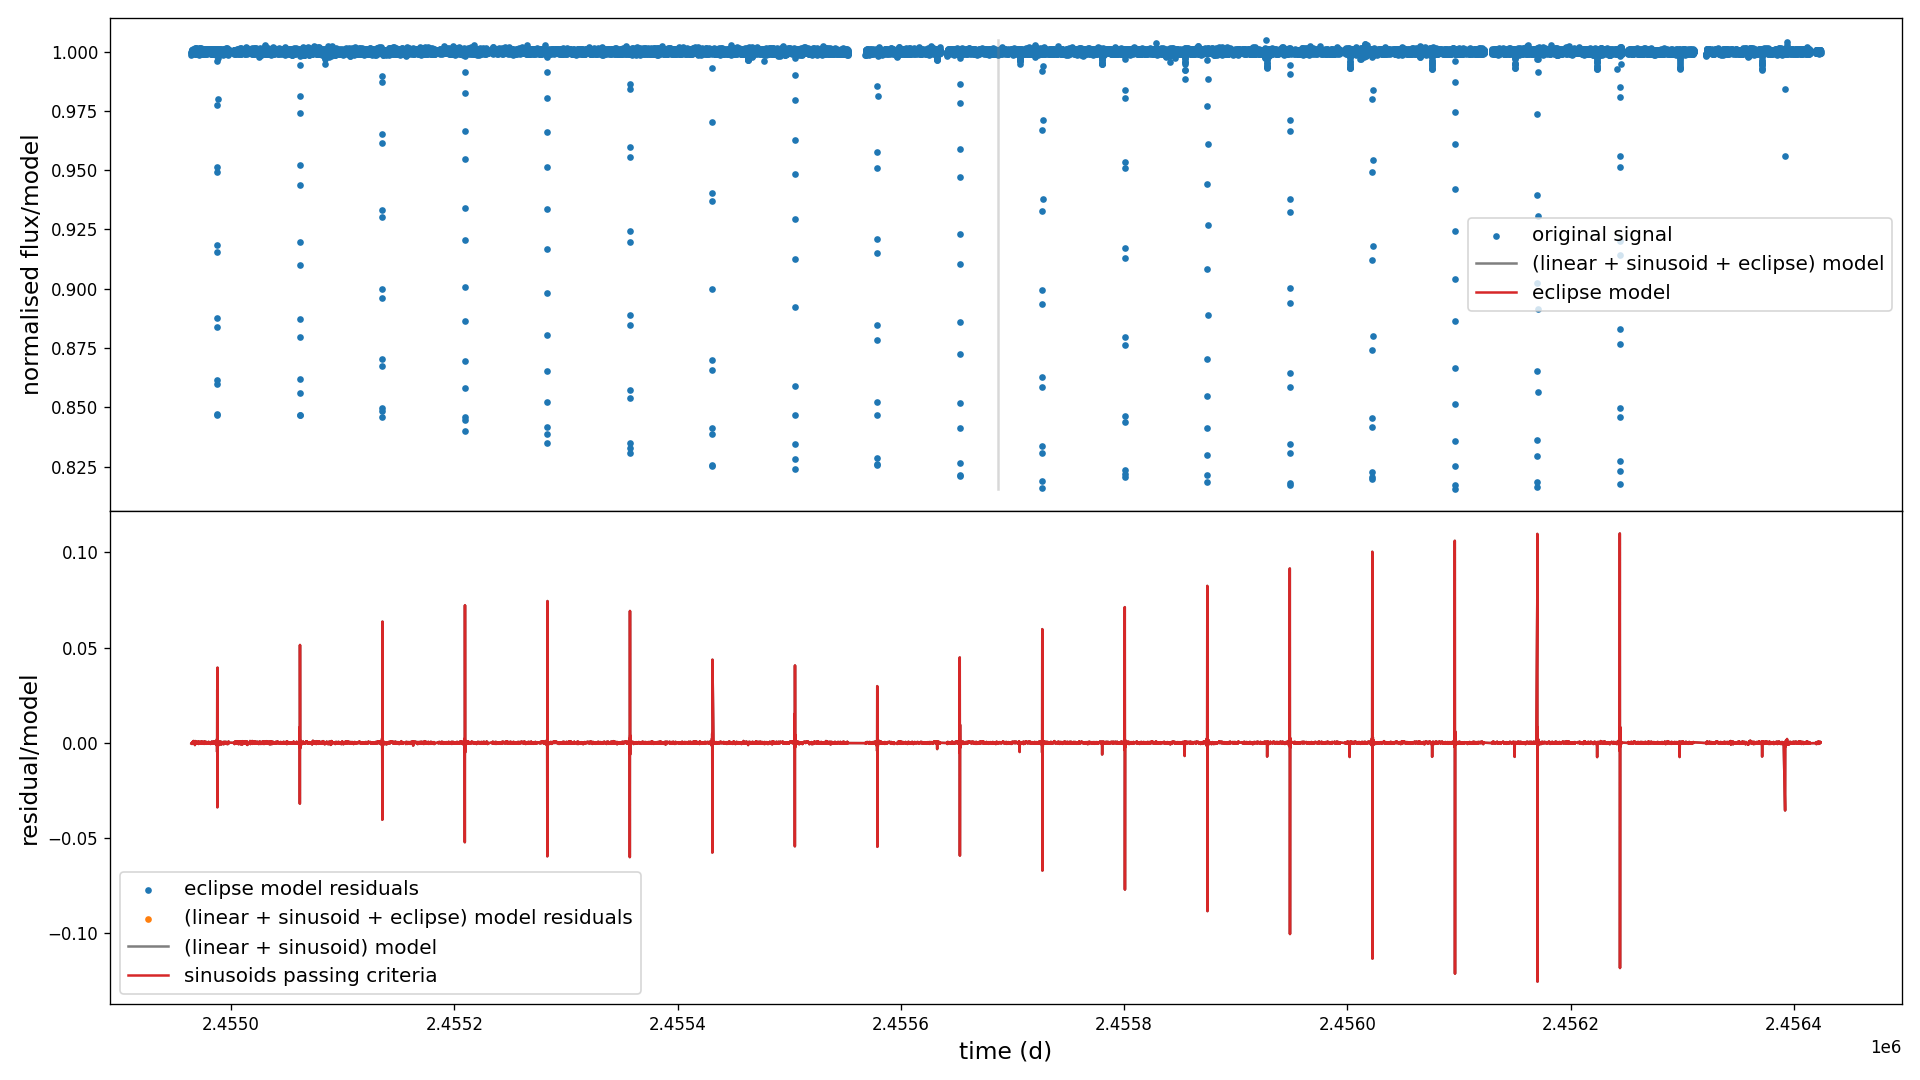 normalised flux/model
1.000
0.975
0.950
0.925
0.900
0.875
0.850
0.825
original signal
(linear + sinusoid + eclipse) model
eclipse model
residual/model
0.10
0.05
0.00
−0.05
−0.10
eclipse model residuals
(linear + sinusoid + eclipse) model residuals
(linear + sinusoid) model
sinusoids passing criteria
2.4550 2.4552 2.4554 2.4556 2.4558 2.4560 2.4562 2.4564
1e6
time (d)